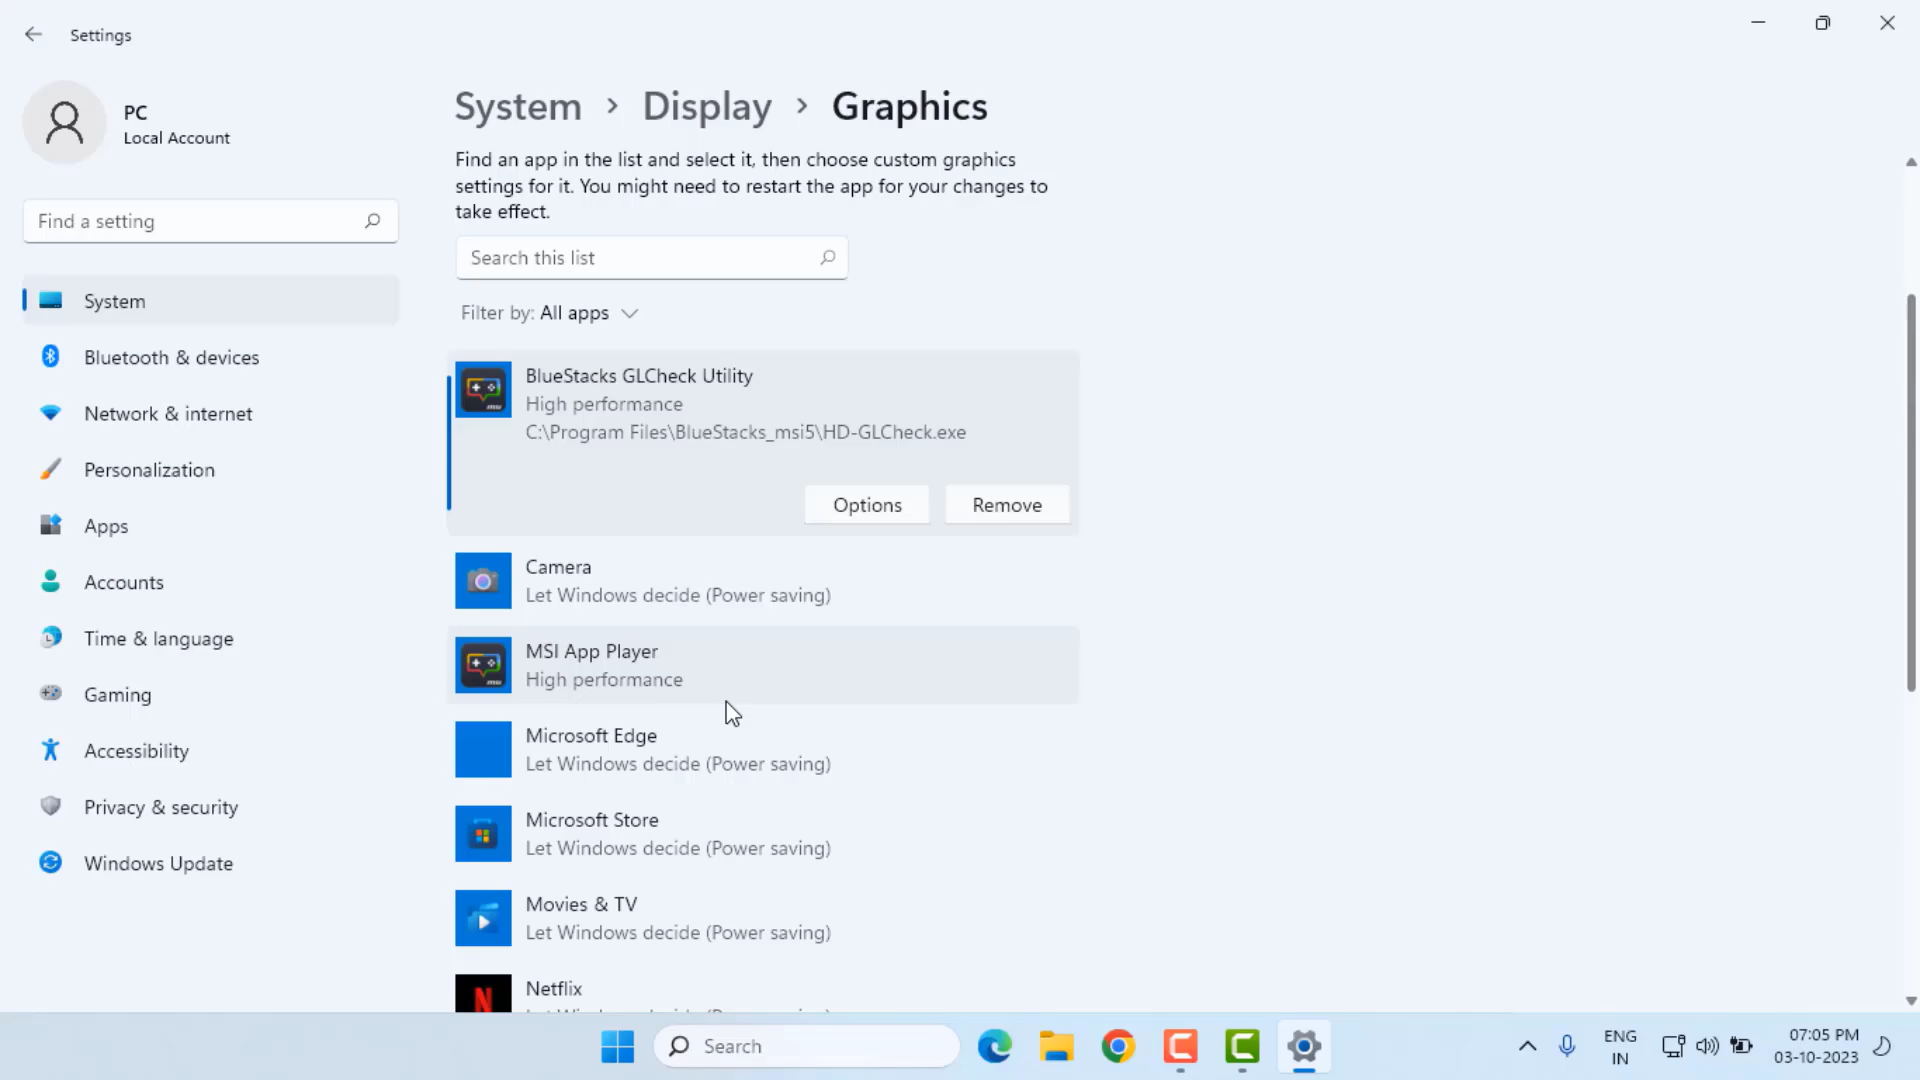 Settings
PC
Local Account
Find a setting
System
Bluetooth & devices
Network & internet
Personalization
Apps
Accounts
Time & language
Gaming
Accessibility
Privacy & security
Windows Update
System > Display > Graphics
Find an app in the list and select it, then choose custom graphics
settings for it. You might need to restart the app for your changes to
take effect.
Search this list
Filter by: All apps
BlueStacks GLCheck Utility
High performance
C:\Program Files\BlueStacks_msi5\HD-GLCheck.exe
Options
Remove
Camera
Let Windows decide (Power saving)
MSI App Player
High performance
Microsoft Edge
Let Windows decide (Power saving)
Microsoft Store
Let Windows decide (Power saving)
Movies & TV
Let Windows decide (Power saving)
Netflix
Search
ENG
IN
07:05 PM
03-10-2023